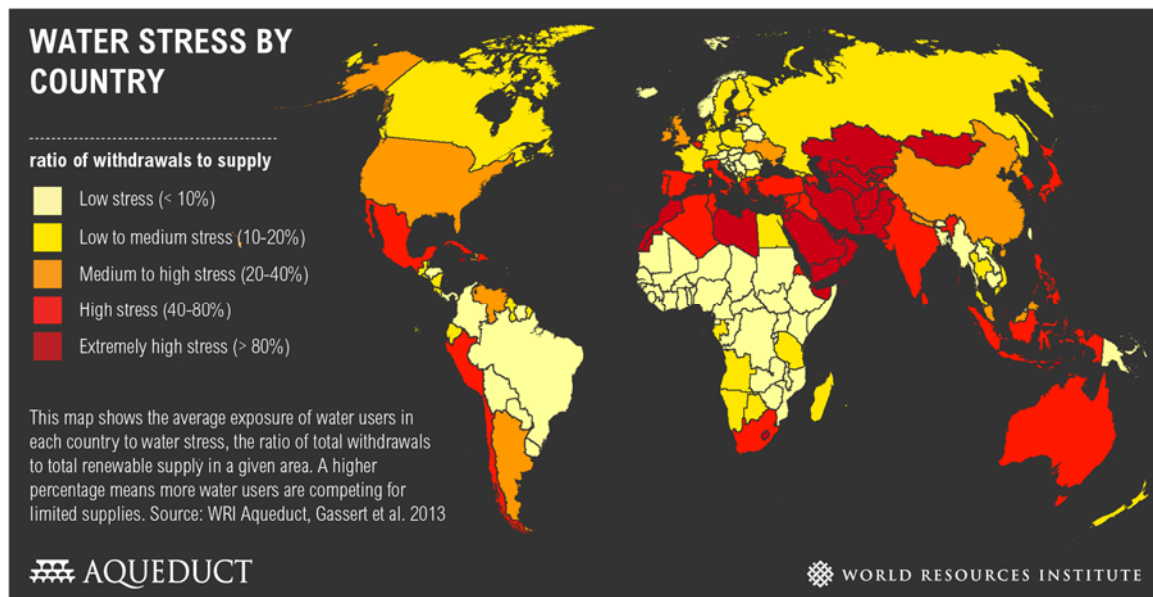 WATER STRESS BY
COUNTRY
ratio of withdrawals to supply
Low stress (< 10%)
Low to medium stress (10-20%)
Medium to high stress (20-40%)
High stress (40-80%)
Extremely high stress (> 80%)
This map shows the average exposure of water users in
each country to water stress, the ratio of total withdrawals
to total renewable supply in a given area. A higher
percentage means more water users are competing for
limited supplies. Source: WRI Aqueduct, Gassert et al. 2013
AQUEDUCT
WORLD RESOURCES INSTITUTE